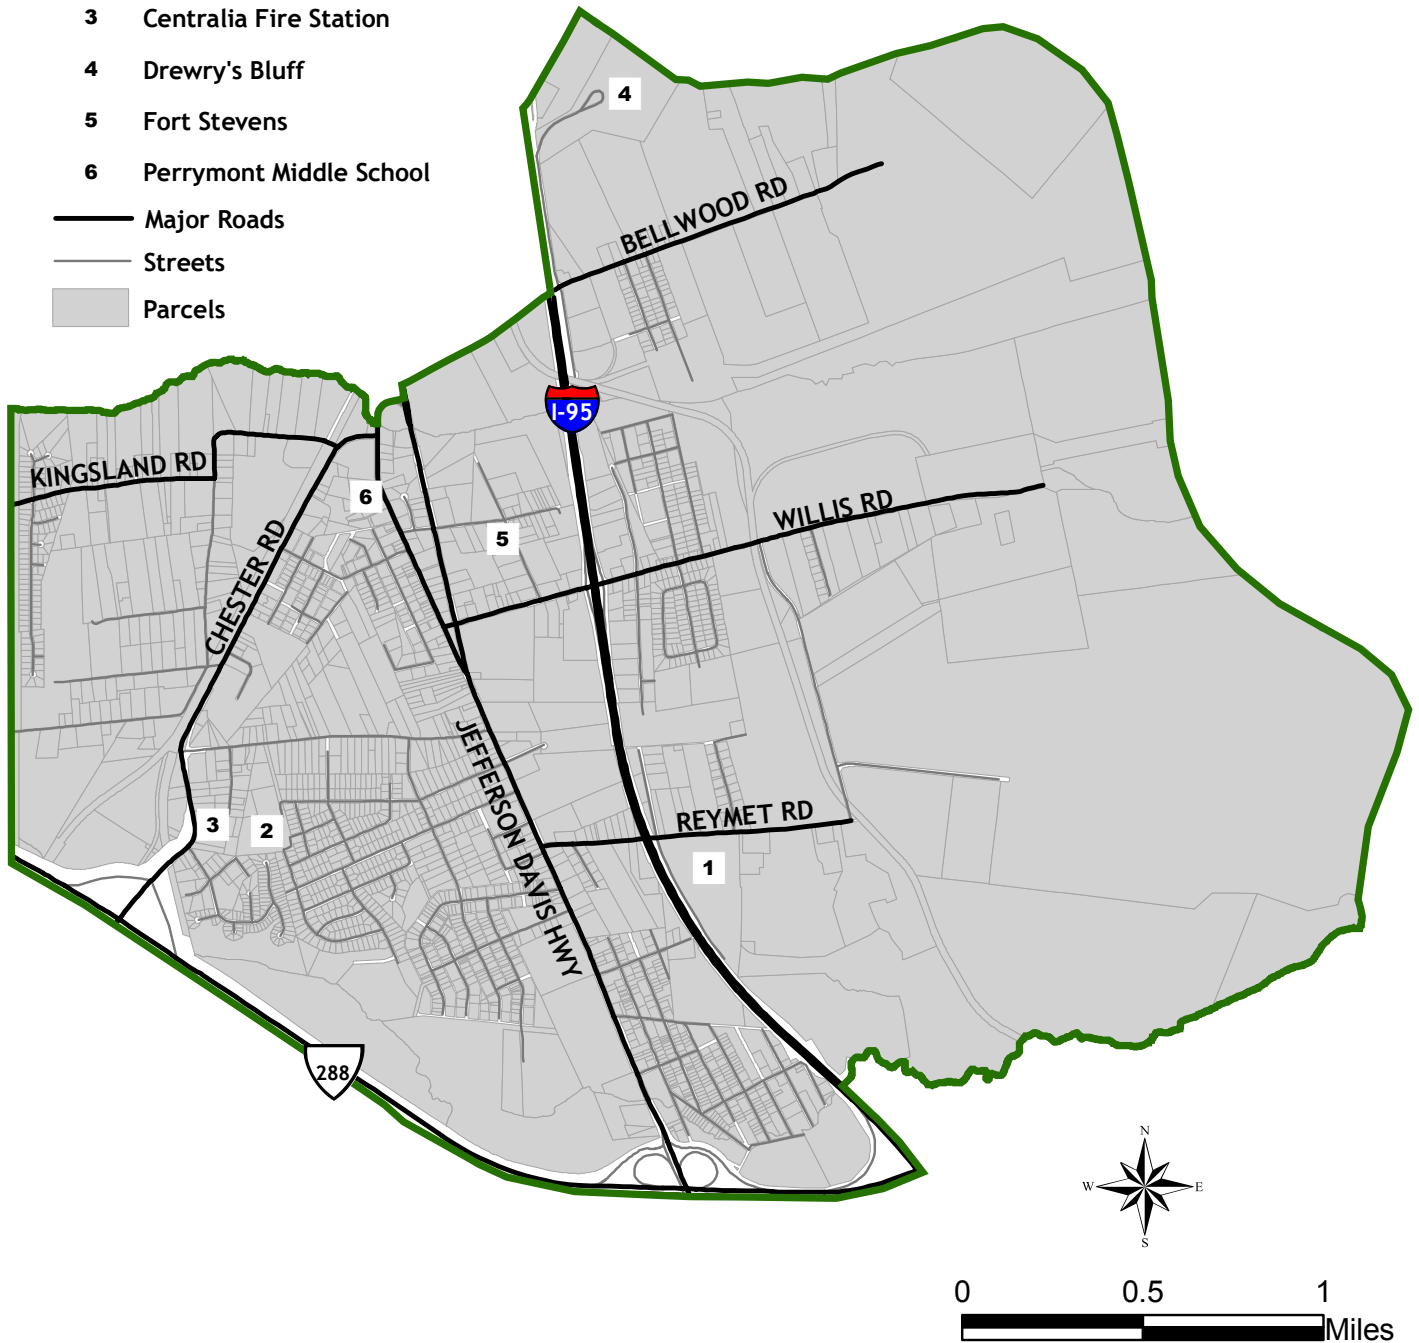 3 Centralia Fire Station
4 Drewry's Bluff
5 Fort Stevens
6 Perrymont Middle School
Major Roads
Streets
Parcels
4
BELLWOOD RD
I-95
KINGSLAND RD
6
WILLIS RD
5
CHESTER RD
JEFFERSON DAVIS HWY
REYMET RD
3
2
1
288
N
W
E
S
0 0.5 1
Miles